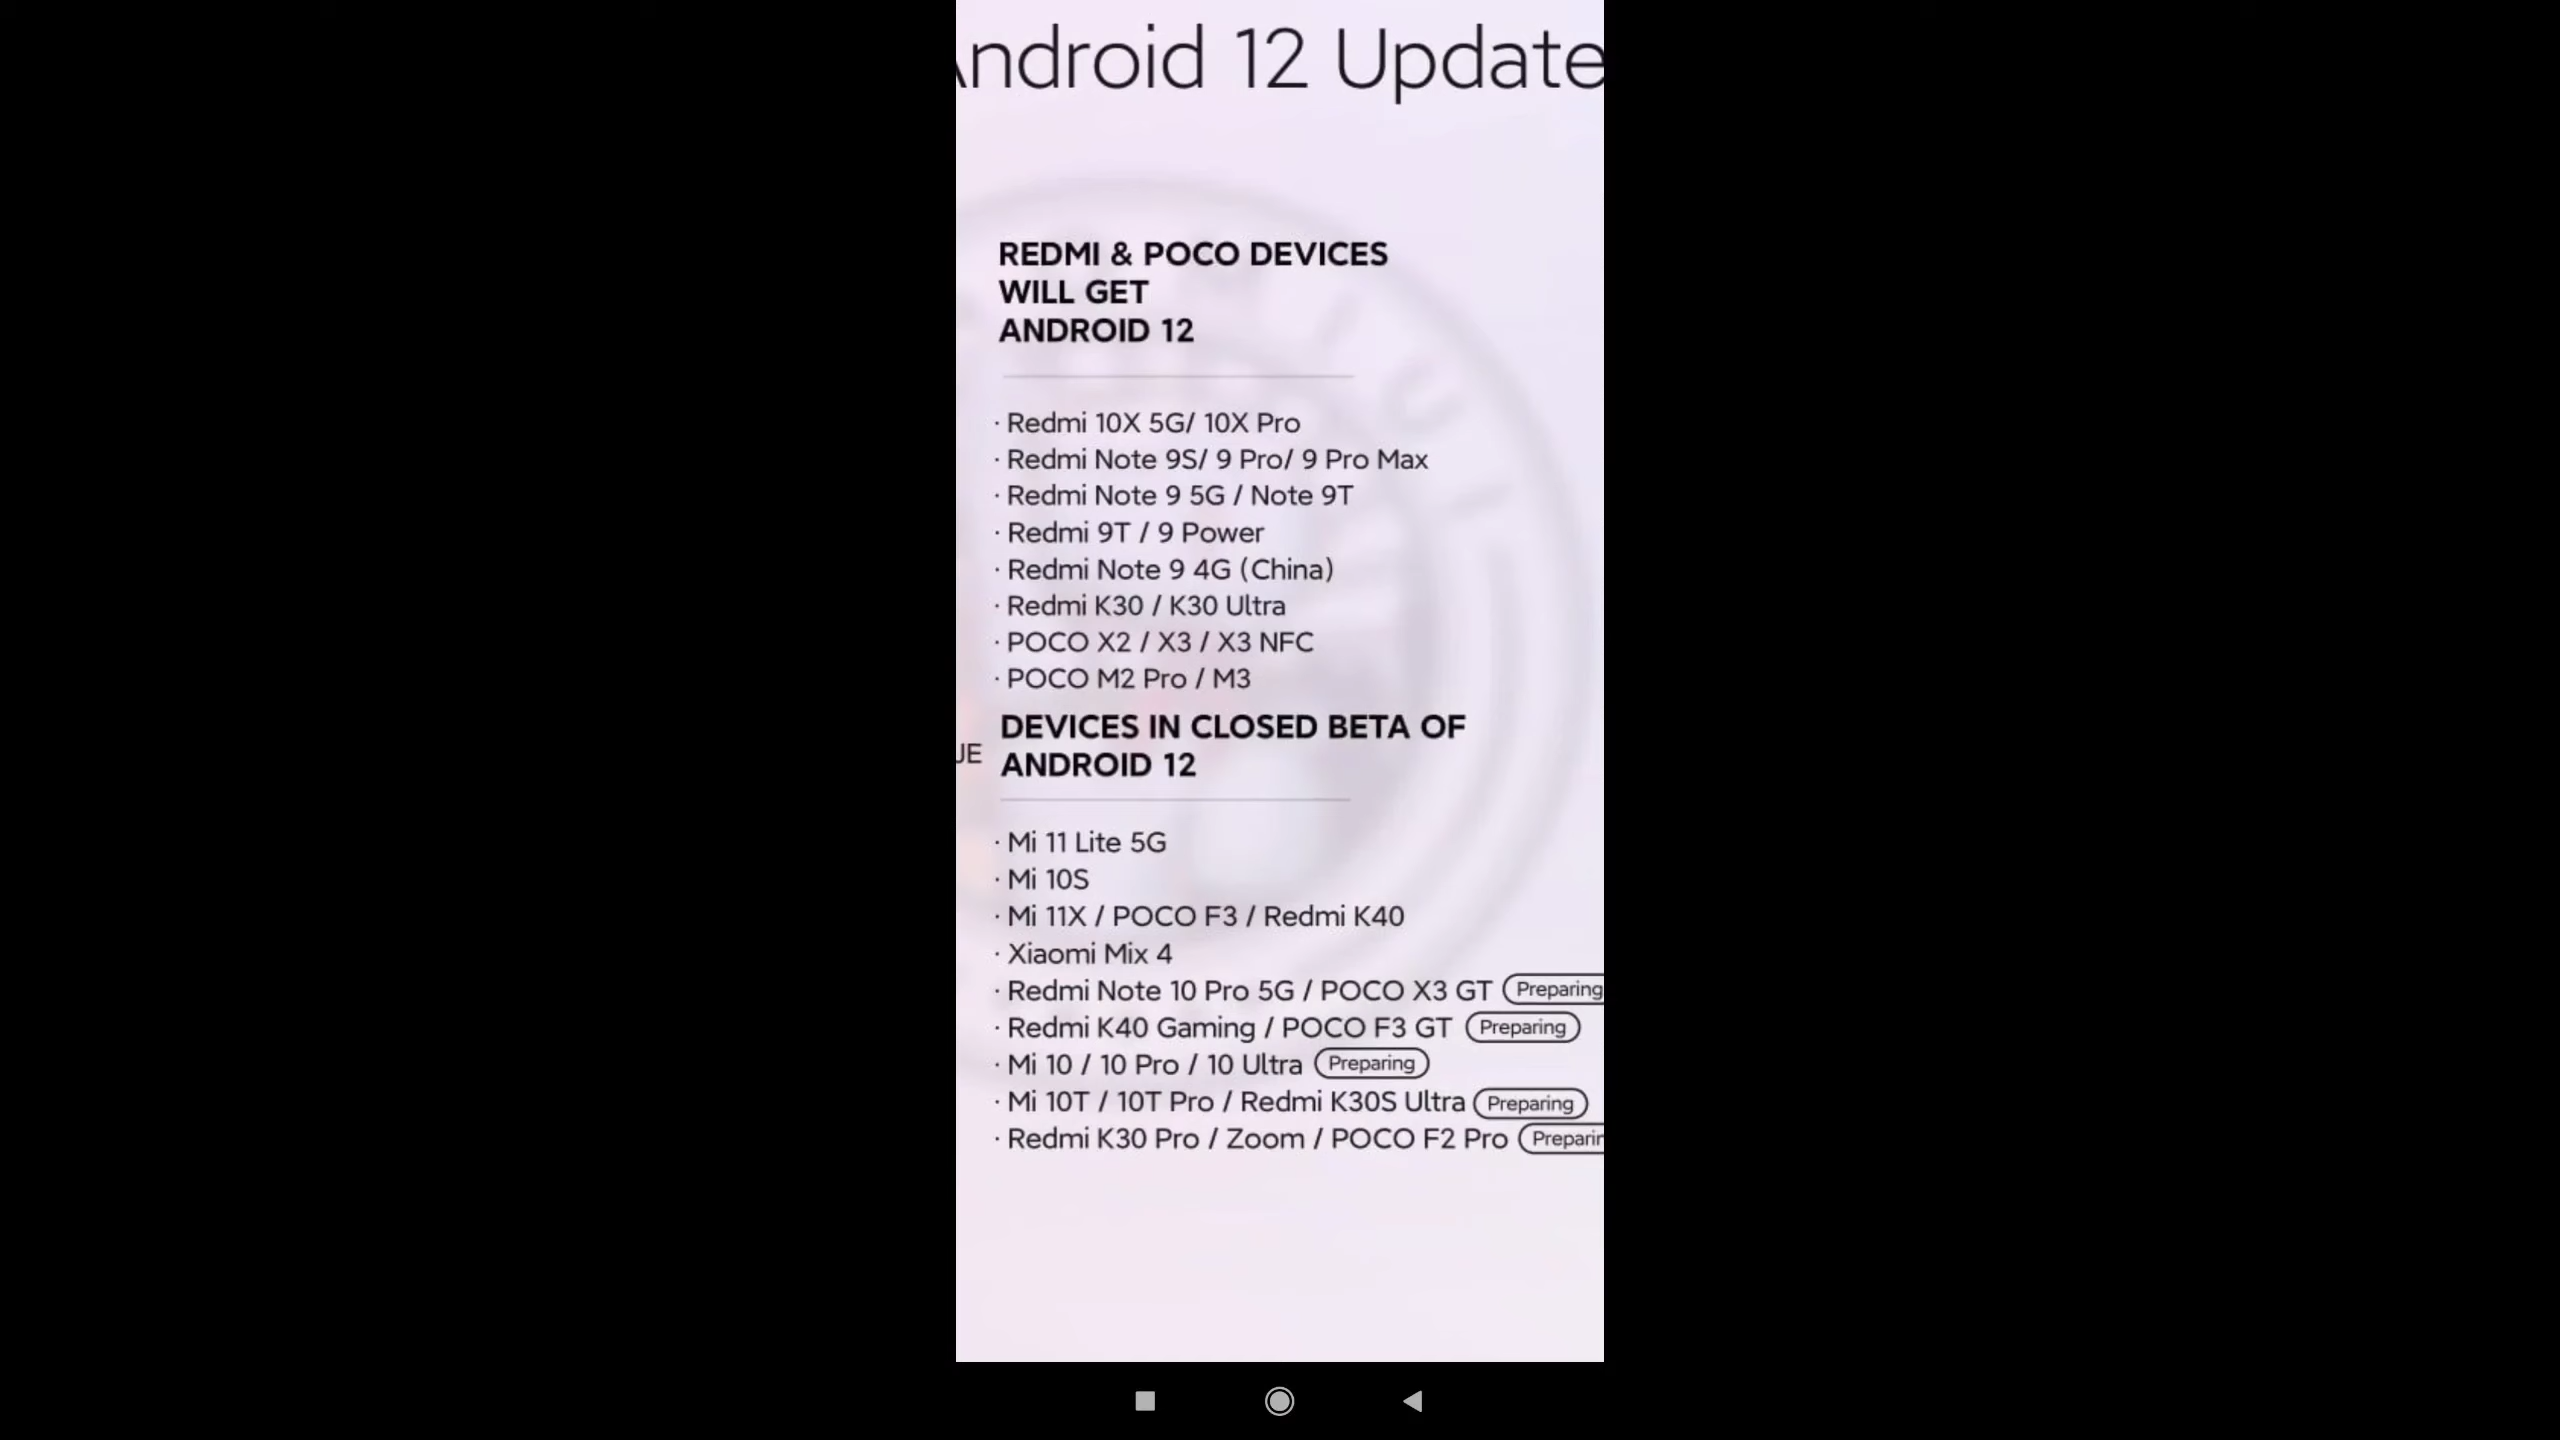 Android 12 Update
REDMI & POCO DEVICES
WILL GET
ANDROID 12
· Redmi 10X 5G/ 10X Pro
· Redmi Note 9S/ 9 Pro/ 9 Pro Max
· Redmi Note 9 5G / Note 9T
· Redmi 9T / 9 Power
· Redmi Note 9 4G (China)
· Redmi K30 / K30 Ultra
· POCO X2 / X3 / X3 NFC
· POCO M2 Pro / M3
DEVICES IN CLOSED BETA OF
ANDROID 12
· Mi 11 Lite 5G
· Mi 10S
· Mi 11X / POCO F3 / Redmi K40
· Xiaomi Mix 4
· Redmi Note 10 Pro 5G / POCO X3 GT Preparing
· Redmi K40 Gaming / POCO F3 GT Preparing
· Mi 10 / 10 Pro / 10 Ultra Preparing
· Mi 10T / 10T Pro / Redmi K30S Ultra Preparing
· Redmi K30 Pro / Zoom / POCO F2 Pro Preparin